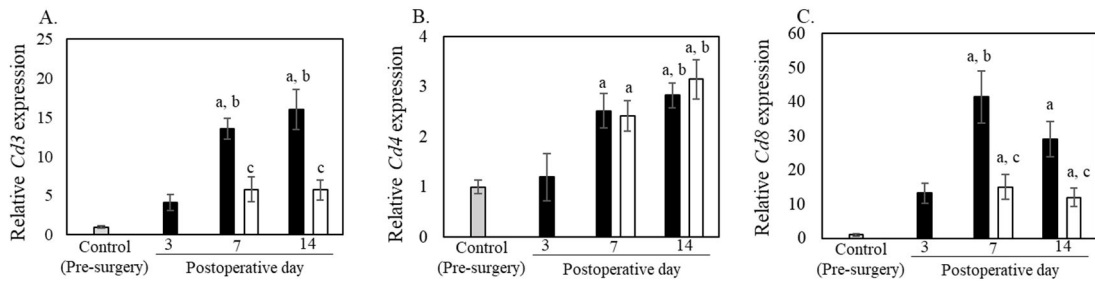 A.
Relative Cd3 expression
25
20
15
10
5
0
a, b
a, b
c
c
Control
(Pre-surgery)
3
7
14
Postoperative day
B.
Relative Cd4 expression
4
3
2
1
0
a
a
a, b
a, b
Control
(Pre-surgery)
3
7
14
Postoperative day
C.
Relative Cd8 expression
60
50
40
30
20
10
0
a, b
a, c
a
a, c
Control
(Pre-surgery)
3
7
14
Postoperative day